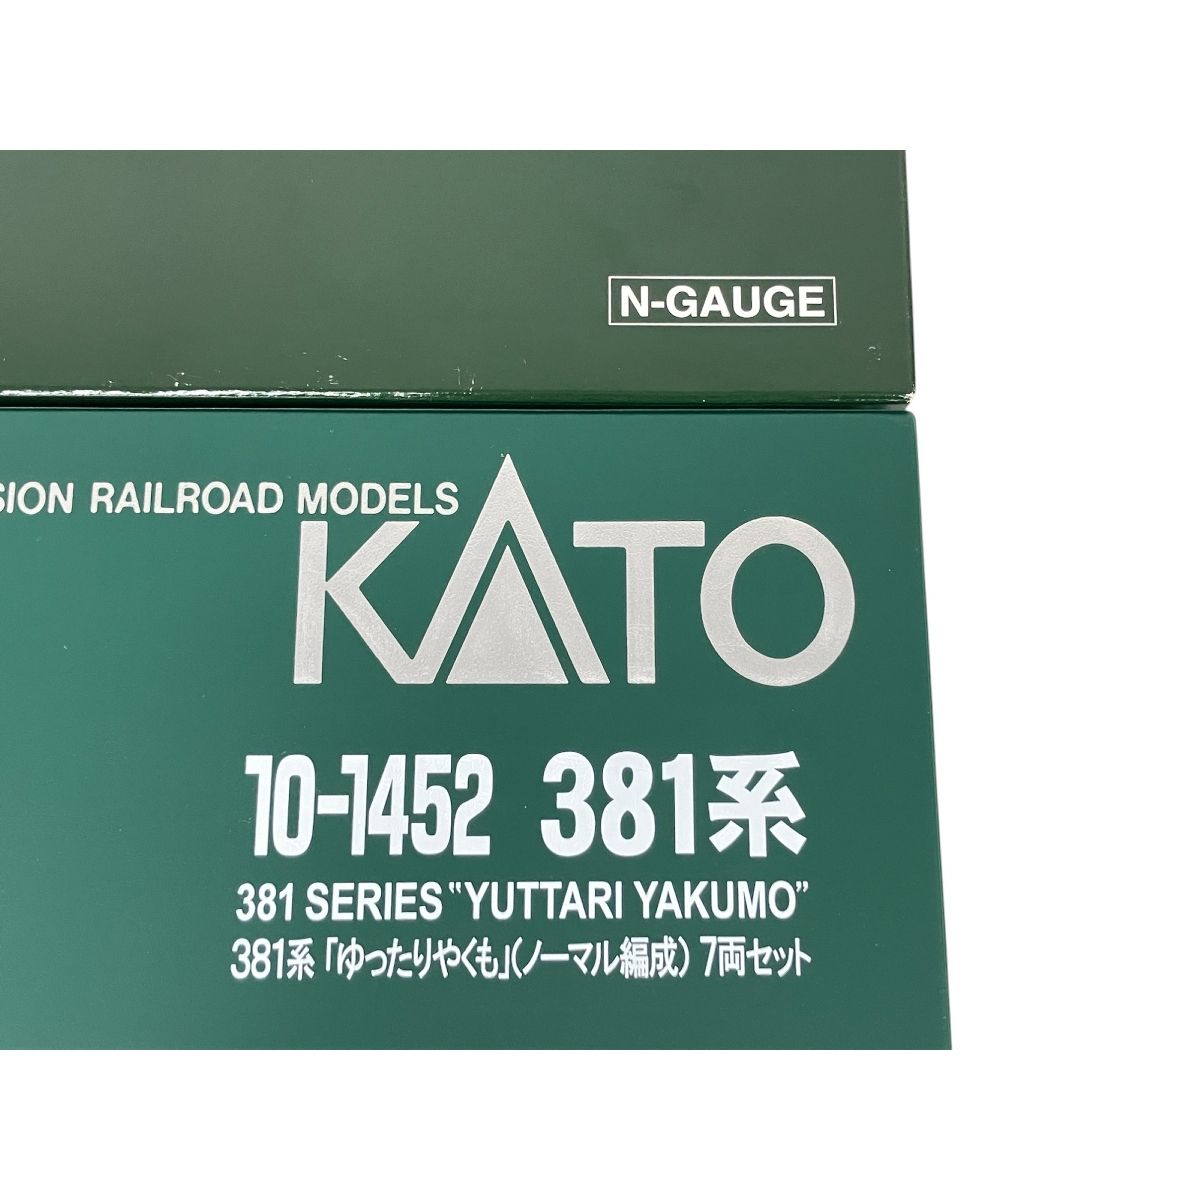 N-GAUGE
SION RAILROAD MODELS
KATO
10-1452 381系
381 SERIES "YUTTARI YAKUMO"
381系「ゆったりやくも」(ノーマル編成) 7両セット